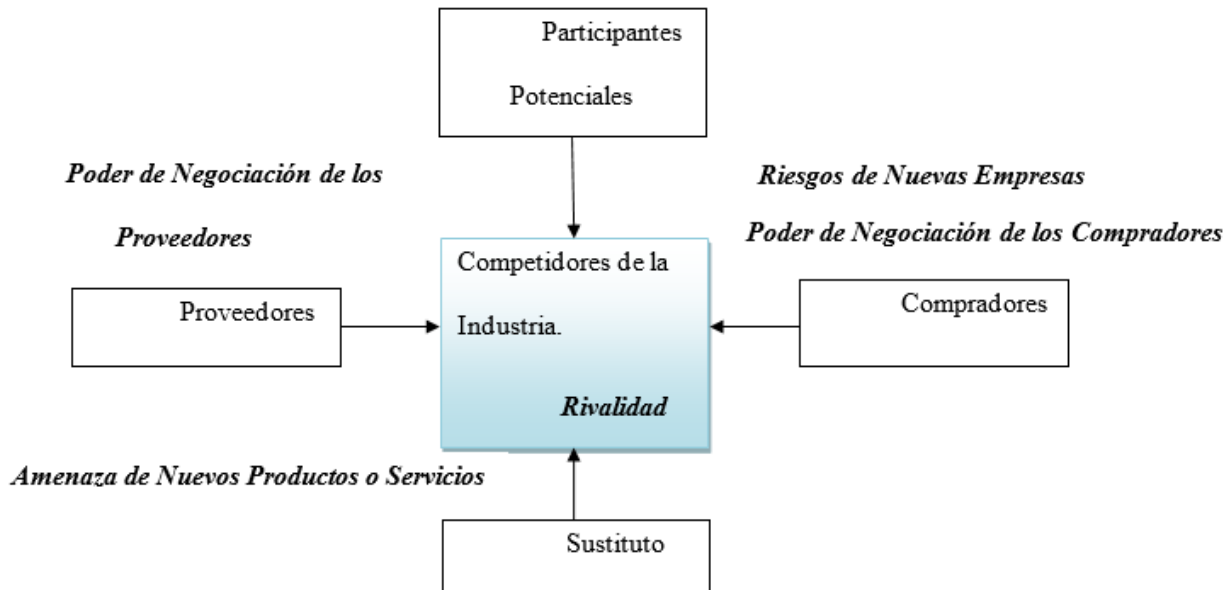 Participantes
Potenciales
Poder de Negociación de los
Proveedores
Riesgos de Nuevas Empresas
Poder de Negociación de los Compradores
Proveedores
Competidores de la
Industria.
Rivalidad
Compradores
Amenaza de Nuevos Productos o Servicios
Sustituto